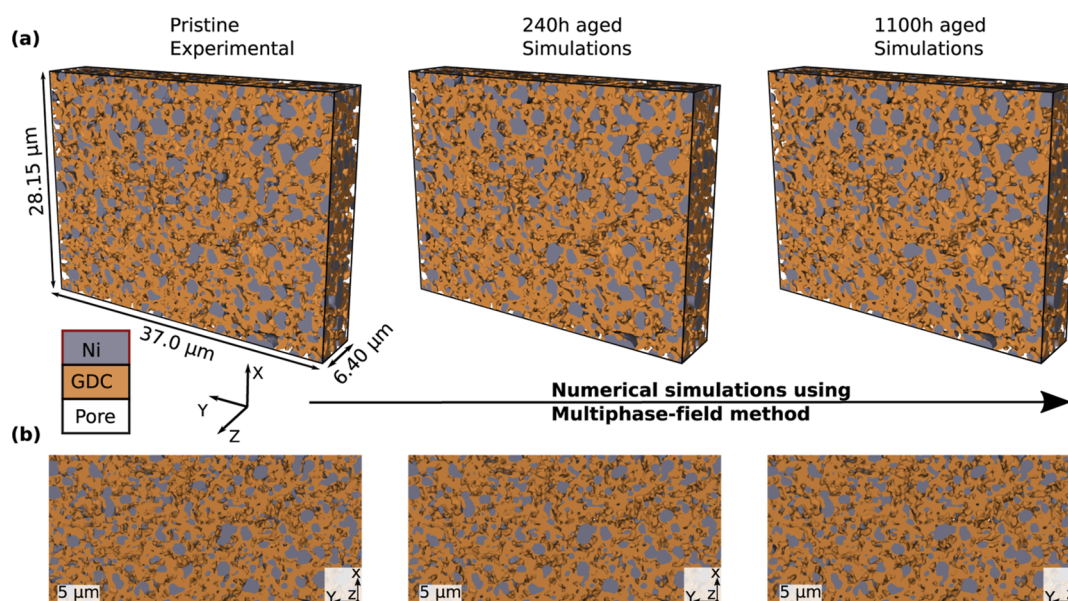 (a)
Pristine
Experimental
240h aged
Simulations
1100h aged
Simulations
28.15 µm
37.0 µm
6.40 µm
Ni
GDC
Pore
X
Y
Z
Numerical simulations using
Multiphase-field method
(b)
5 µm
x
Y
z
5 µm
x
Y
z
5 µm
Y